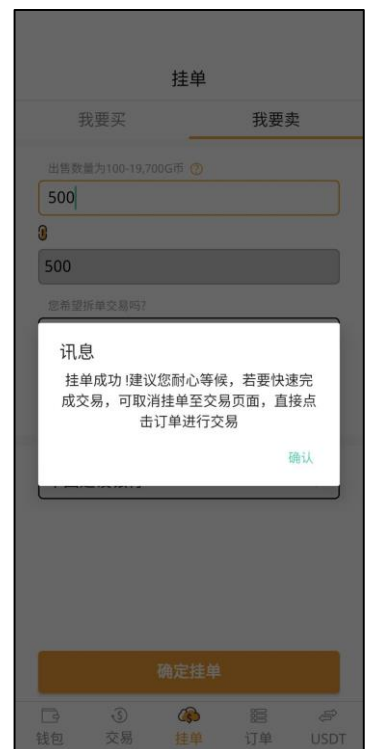 挂单
我要买
我要卖
出售数量为100-19,700G币
500
500
您希望拆单交易吗?
讯息
挂单成功!建议您耐心等候，若要快速完
成交易，可取消挂单至交易页面，直接点
击订单进行交易
确认
确定挂单
钱包
交易
挂单
订单
USDT